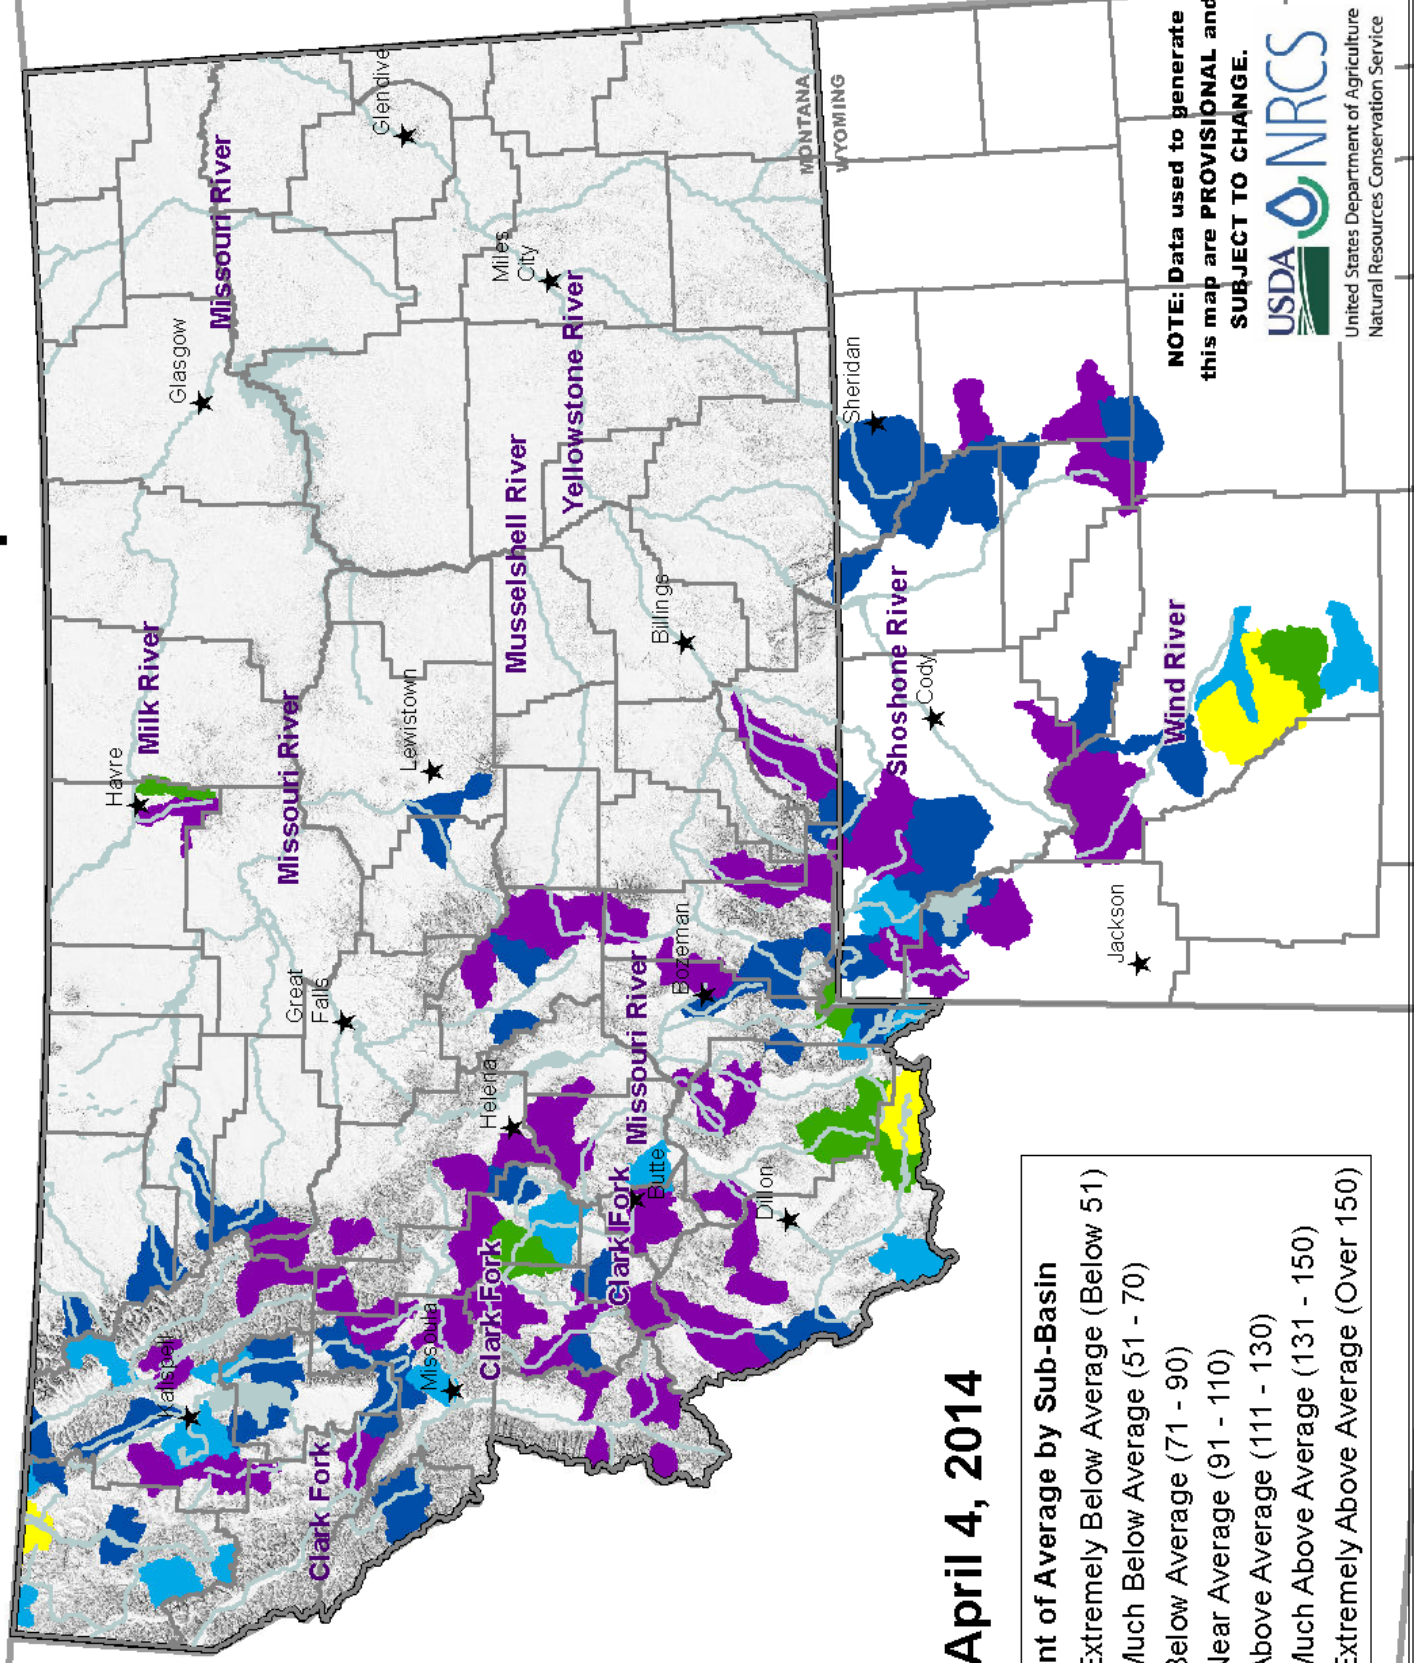 Missouri River
Glendive
MONTANA
WYOMING
Glasgow
Miles
City
Yellowstone River
Sheridan
Musselshell River
Milk River
Havre
Missouri River
Lewistown
Billings
Shoshone River
Cody
Wind River
Great
Falls
Bozeman
Missouri River
Helena
Butte
Clark Fork
Dillon
Jackson
Kalispell
Missoula
Clark Fork
Clark Fork
NOTE: Data used to generate
this map are PROVISIONAL and
SUBJECT TO CHANGE.
USDA NRCS
United States Department of Agriculture
Natural Resources Conservation Service
April 4, 2014
nt of Average by Sub-Basin
Extremely Below Average (Below 51)
Much Below Average (51 - 70)
Below Average (71 - 90)
Near Average (91 - 110)
Above Average (111 - 130)
Much Above Average (131 - 150)
Extremely Above Average (Over 150)